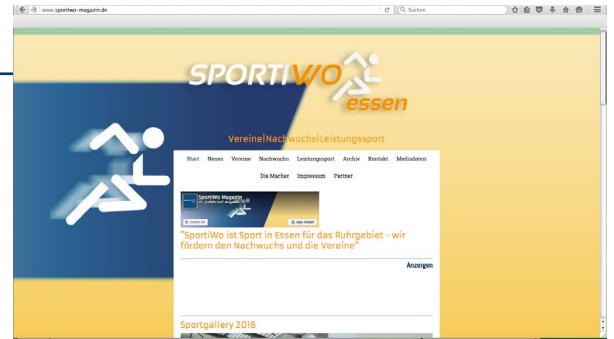 www.sportiwo-magazin.de
Suchen
SPORTIWO
essen
Vereine|Nachwuchs|Leistungssport
Start Neues Vereine Nachwuchs Leistungssport Archiv Kontakt Mediadaten
Die Macher Impressum Partner
SportiWo Magazin
"SportiWo ist Sport in Essen für das Ruhrgebiet - wir
fördern den Nachwuchs und die Vereine"
Anzeigen
Sportgallery 2016